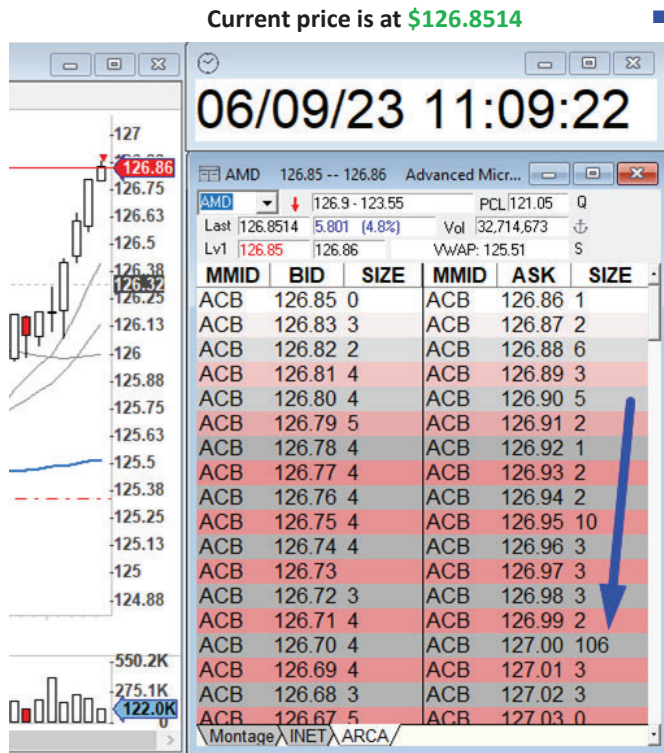 Current price is at $126.8514
06/09/23 11:09:22
127
126.86
126.75
126.63
126.5
126.38
126.32
126.25
126.13
126
125.88
125.75
125.63
125.5
125.38
125.25
125.13
125
124.88
550.2K
275.1K
122.0K
0
AMD 126.85 -- 126.86 Advanced Micr...
AMD 126.9 - 123.55 PCL 121.05 Q
Last 126.8514 5.801 (4.8%) Vol 32,714,673
Lv1 126.85 126.86 VWAP: 125.51 S
MMID BID SIZE MMID ASK SIZE
ACB 126.85 0 ACB 126.86 1
ACB 126.83 3 ACB 126.87 2
ACB 126.82 2 ACB 126.88 6
ACB 126.81 4 ACB 126.89 3
ACB 126.80 4 ACB 126.90 5
ACB 126.79 5 ACB 126.91 2
ACB 126.78 4 ACB 126.92 1
ACB 126.77 4 ACB 126.93 2
ACB 126.76 4 ACB 126.94 2
ACB 126.75 4 ACB 126.95 10
ACB 126.74 4 ACB 126.96 3
ACB 126.73 ACB 126.97 3
ACB 126.72 3 ACB 126.98 3
ACB 126.71 4 ACB 126.99 2
ACB 126.70 4 ACB 127.00 106
ACB 126.69 4 ACB 127.01 3
ACB 126.68 3 ACB 127.02 3
ACB 126.67 5 ACB 127.03 0
Montage INET ARCA